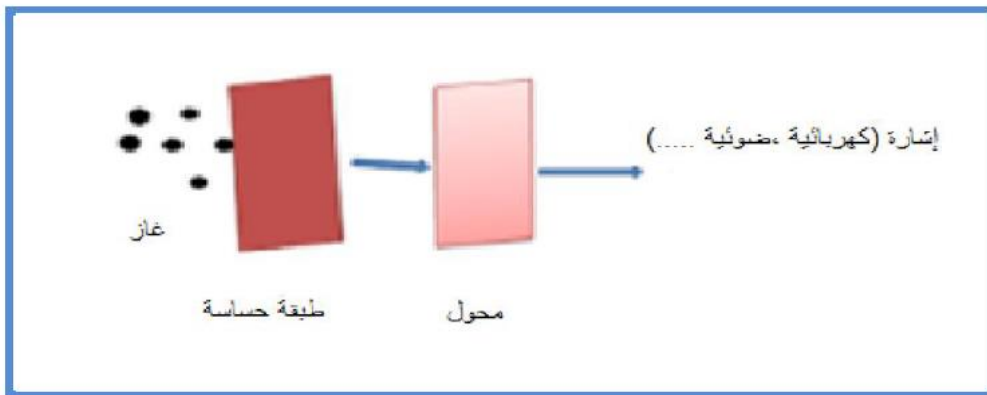 إشارة (كهربائية ،ضوئية .....)
غاز
محول
طبقة حساسة